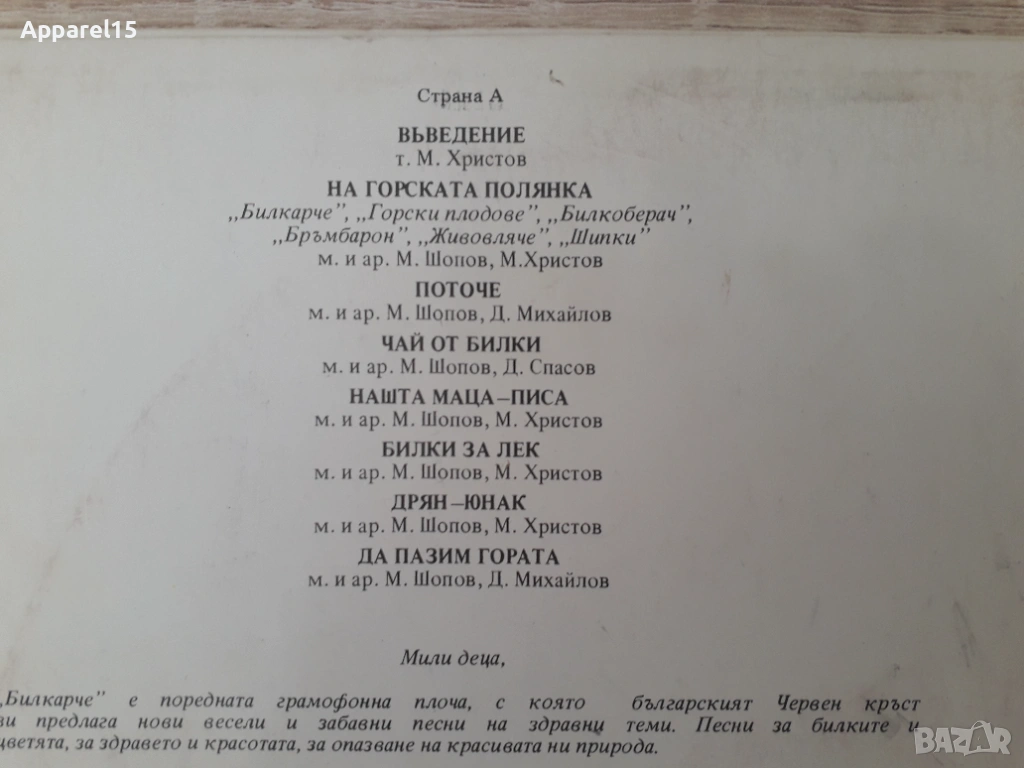 Apparel15
Страна А
ВЪВЕДЕНИЕ
т. М. Христов
НА ГОРСКАТА ПОЛЯНКА
,,Билкарче”, ,,Горски плодове”, ,,Билкоберач”,
,,Бръмбарон”, ,,Живовляче”, ,,Шипки”
м. и ар. М. Шопов, М.Христов
ПОТОЧЕ
м. и ар. М. Шопов, Д. Михайлов
ЧАЙ ОТ БИЛКИ
м. и ар. М. Шопов, Д. Спасов
НАШТА МАЦА–ПИСА
м. и ар. М. Шопов, М. Христов
БИЛКИ ЗА ЛЕК
м. и ар. М. Шопов, М. Христов
ДРЯН–ЮНАК
м. и ар. М. Шопов, М. Христов
ДА ПАЗИМ ГОРАТА
м. и ар. М. Шопов, Д. Михайлов
Мили деца,
,,Билкарче” е поредната грамофонна плоча, с която българският Червен кръст
ви предлага нови весели и забавни песни на здравни теми. Песни за билките и
цветята, за здравето и красотата, за опазване на красивата ни природа.
BAZAR